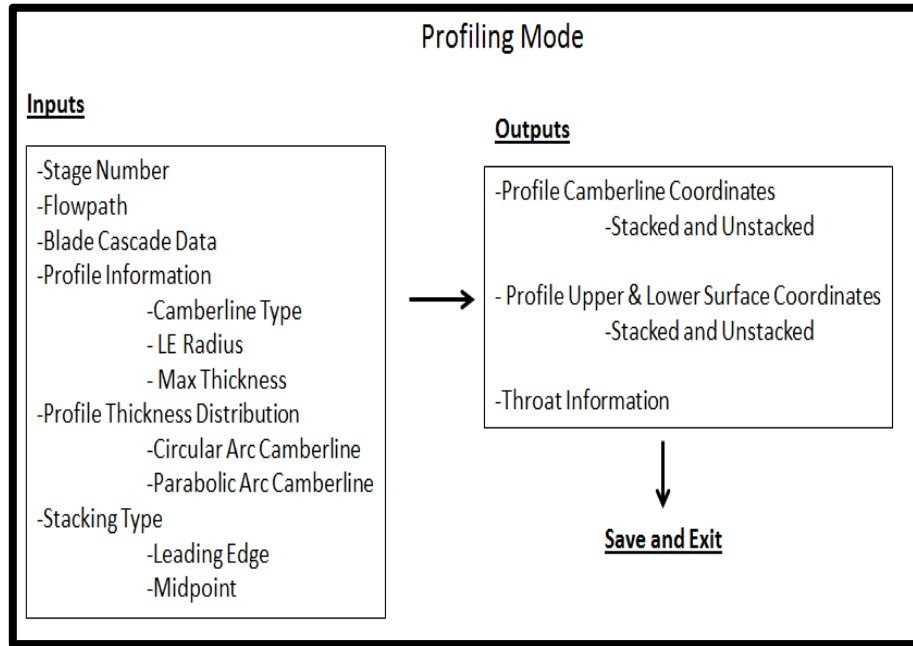 Profiling Mode
Inputs
-Stage Number
-Flowpath
-Blade Cascade Data
-Profile Information
-Camberline Type
- LE Radius
- Max Thickness
-Profile Thickness Distribution
-Circular Arc Camberline
-Parabolic Arc Camberline
-Stacking Type
-Leading Edge
-Midpoint
Outputs
-Profile Camberline Coordinates
-Stacked and Unstacked
- Profile Upper & Lower Surface Coordinates
-Stacked and Unstacked
-Throat Information
Save and Exit